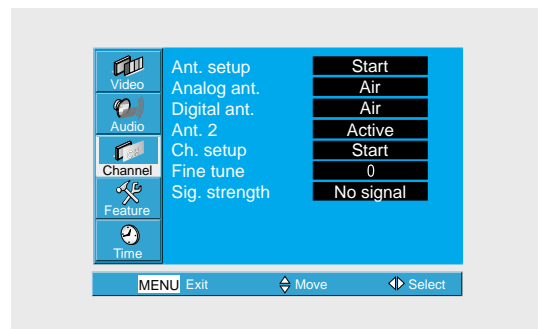 Video
Audio
Channel
Feature
Time
Ant. setup Start
Analog ant. Air
Digital ant. Air
Ant. 2 Active
Ch. setup Start
Fine tune 0
Sig. strength No signal
MENU Exit Move Select